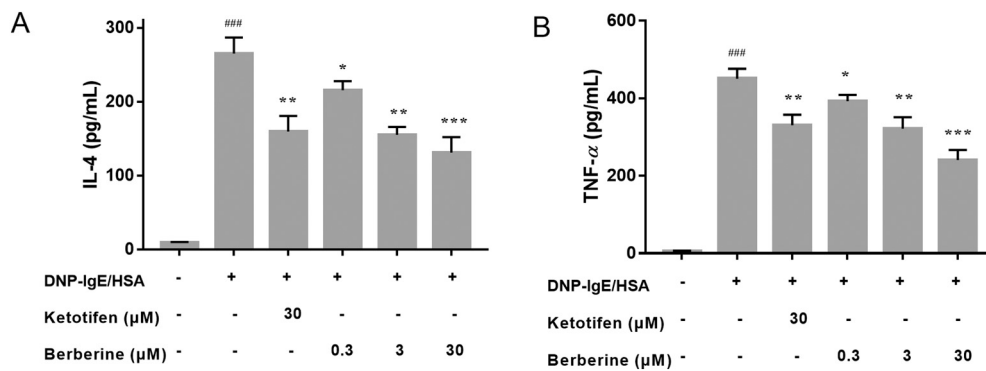 A
IL-4 (pg/mL)
300
200
100
0
###
**
*
**
***
DNP-IgE/HSA - + + + + +
Ketotifen (μM) - - 30 - - -
Berberine (μM) - - - 0.3 3 30
B
TNF-α (pg/mL)
600
400
200
0
###
**
*
**
***
DNP-IgE/HSA - + + + + +
Ketotifen (μM) - - 30 - - -
Berberine (μM) - - - 0.3 3 30